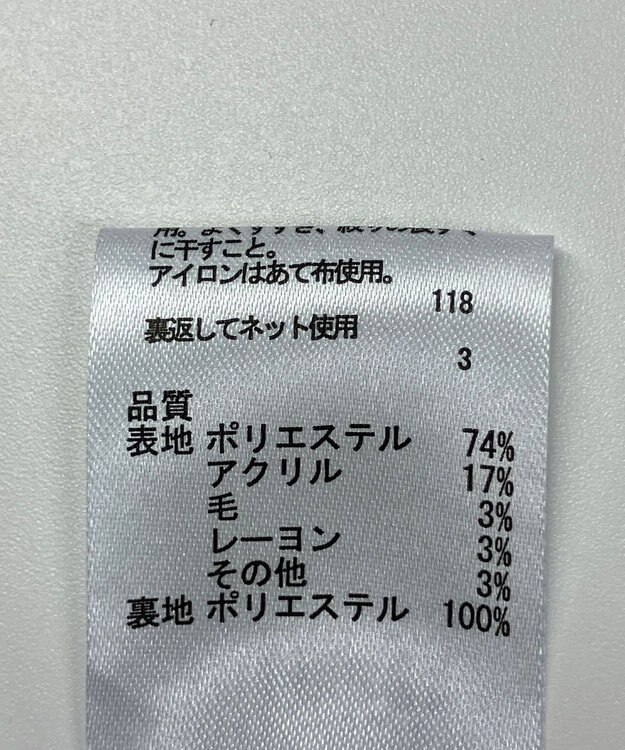 に干すこと。
アイロンはあて布使用。
118
裏返してネット使用
3
品質
表地 ポリエステル 74%
アクリル 17%
毛 3%
レーヨン 3%
その他 3%
裏地 ポリエステル 100%